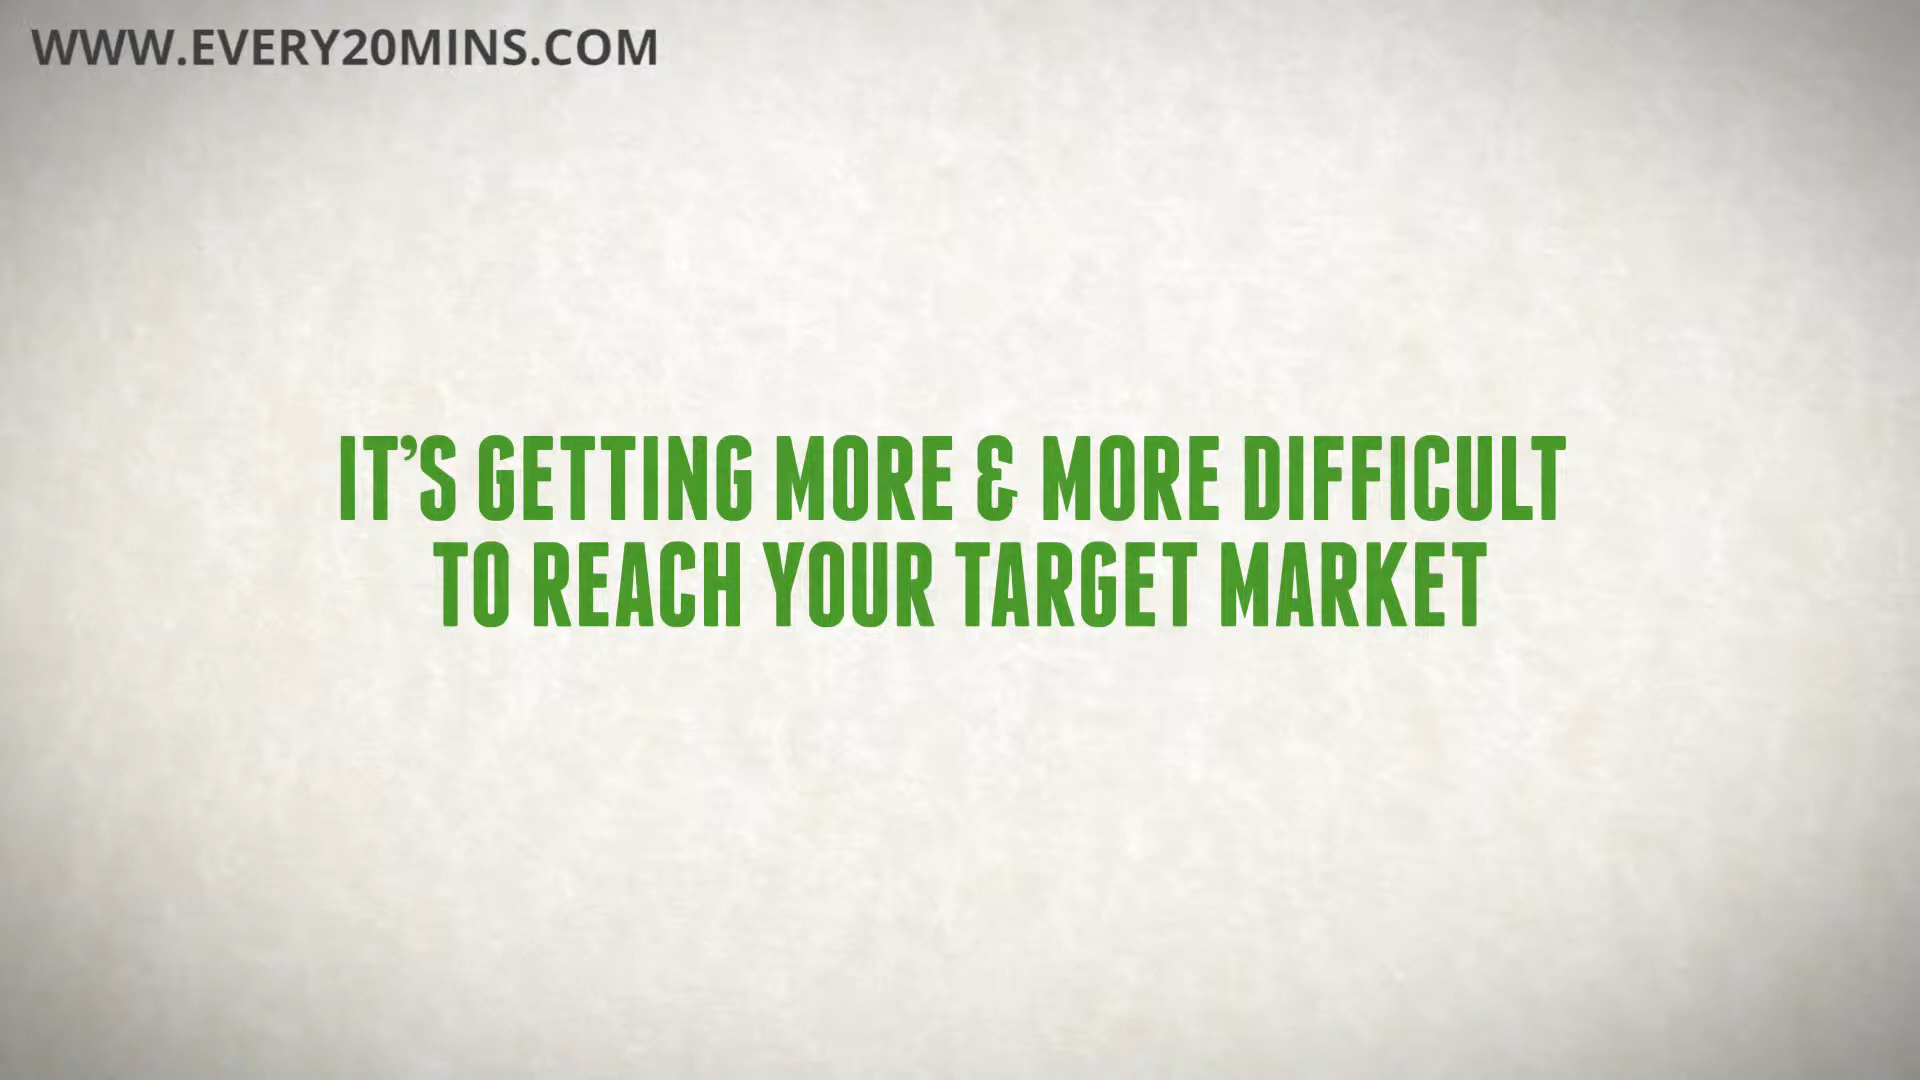 WWW.EVERY20MINS.COM
IT’S GETTING MORE & MORE DIFFICULT
TO REACH YOUR TARGET MARKET